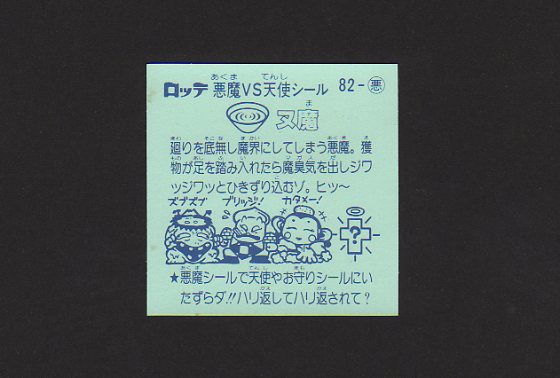 ロッテ 悪魔VS天使シール 82-悪
ヌ魔
廻りを底無し魔界にしてしまう悪魔。獲
物が足を踏み入れたら魔臭気を出しジワ
ッジワッとひきずり込むゾ。ヒッ〜
ズブズブ ブリッジ! カタメー!
?
★悪魔シールで天使やお守りシールにい
たずらダ!!ハリ返してハリ返されて?